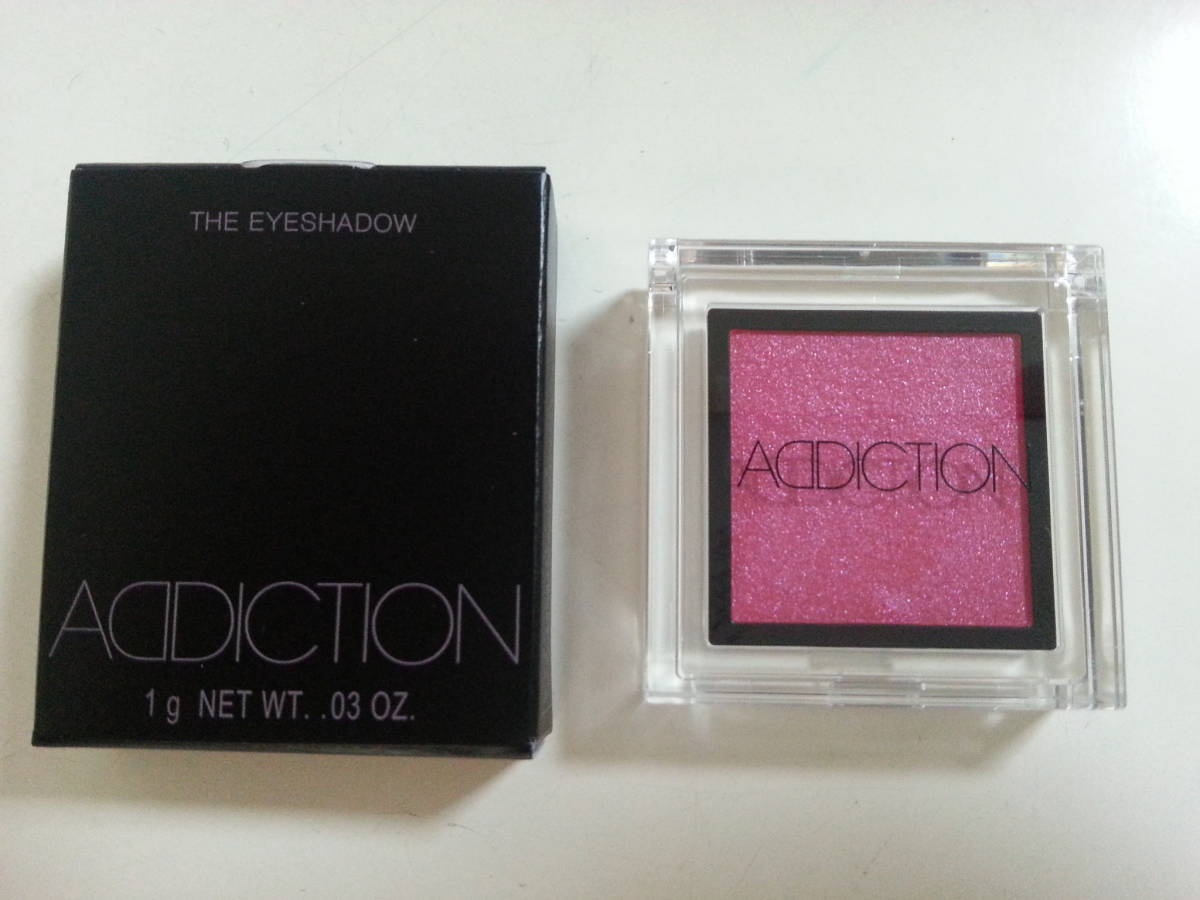 THE EYESHADOW
ADDICTION
1 g NET WT. .03 OZ.
ADDICTION